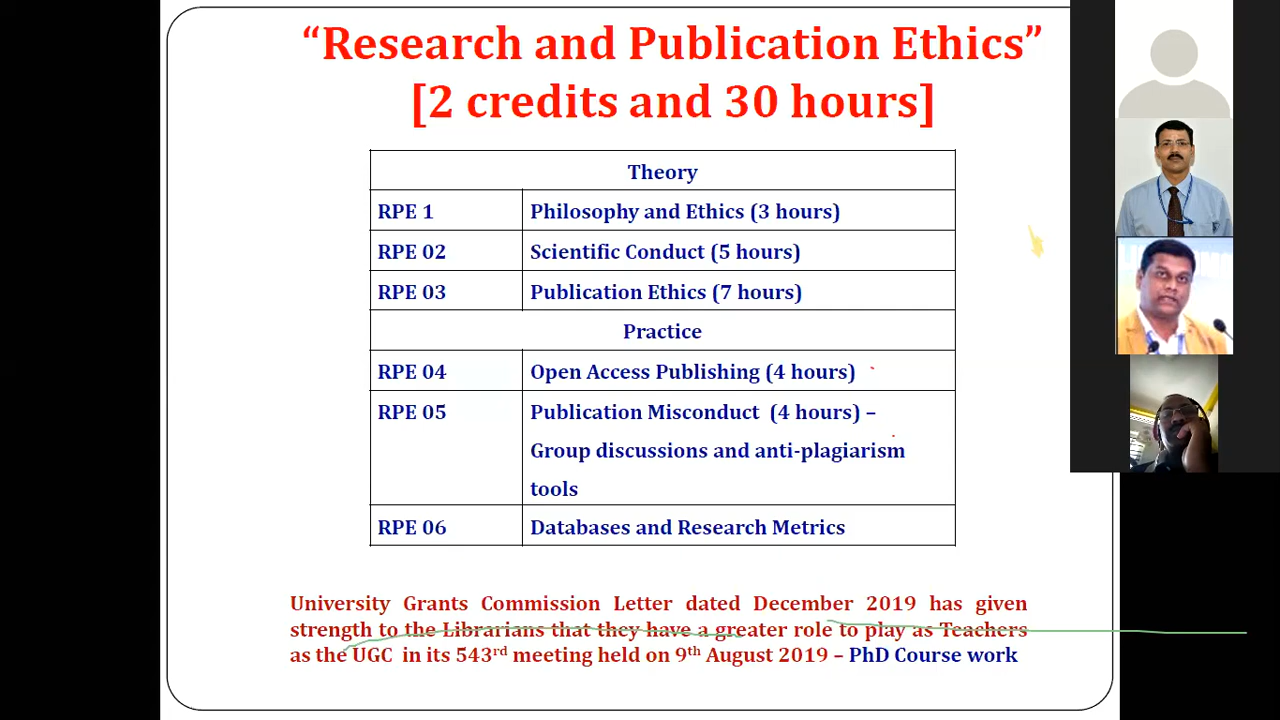 “Research and Publication Ethics”
[2 credits and 30 hours]
Theory
RPE 1 Philosophy and Ethics (3 hours)
RPE 02 Scientific Conduct (5 hours)
RPE 03 Publication Ethics (7 hours)
Practice
RPE 04 Open Access Publishing (4 hours)
RPE 05 Publication Misconduct (4 hours) –
Group discussions and anti-plagiarism
tools
RPE 06 Databases and Research Metrics
University Grants Commission Letter dated December 2019 has given
strength to the Librarians that they have a greater role to play as Teachers
as the UGC in its 543rd meeting held on 9th August 2019 – PhD Course work